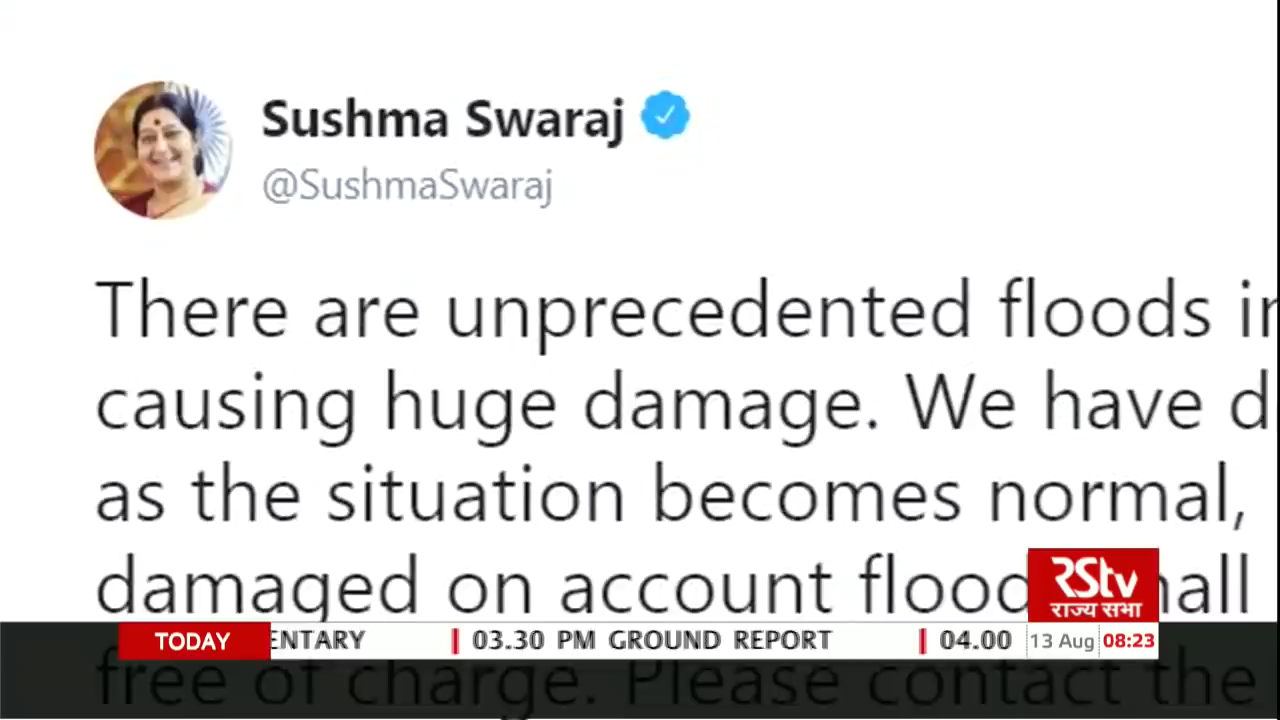 Sushma Swaraj
@SushmaSwaraj
There are unprecedented floods in
causing huge damage. We have d
as the situation becomes normal,
damaged on account flood hall
free of charge. Please contact the
RSTV
राज्य सभा
TODAY
ENTARY | 03.30 PM GROUND REPORT | 04.00
13 Aug 08:23